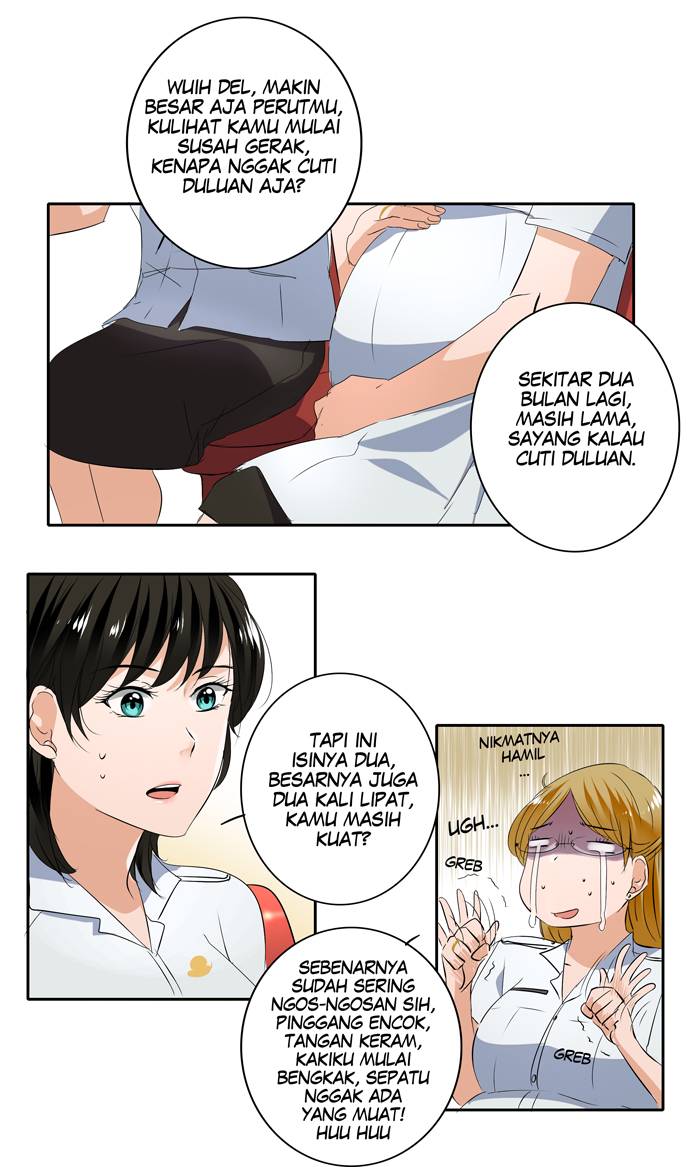 WUIH DEL, MAKIN
BESAR AJA PERUTMU,
KULIHAT KAMU MULAI
SUSAH GERAK,
KENAPA NGGAK CUTI
DULUAN AJA?
SEKITAR DUA
BULAN LAGI,
MASIH LAMA,
SAYANG KALAU
CUTI DULUAN.
TAPI INI
ISINYA DUA,
BESARNYA JUGA
DUA KALI LIPAT,
KAMU MASIH
KUAT?
NIKMATNYA
HAMIL
...
UGH...
GREB
GREB
SEBENARNYA
SUDAH SERING
NGOS-NGOSAN SIH,
PINGGANG ENCOK,
TANGAN KERAM,
KAKIKU MULAI
BENGKAK, SEPATU
NGGAK ADA
YANG MUAT!
HUU HUU